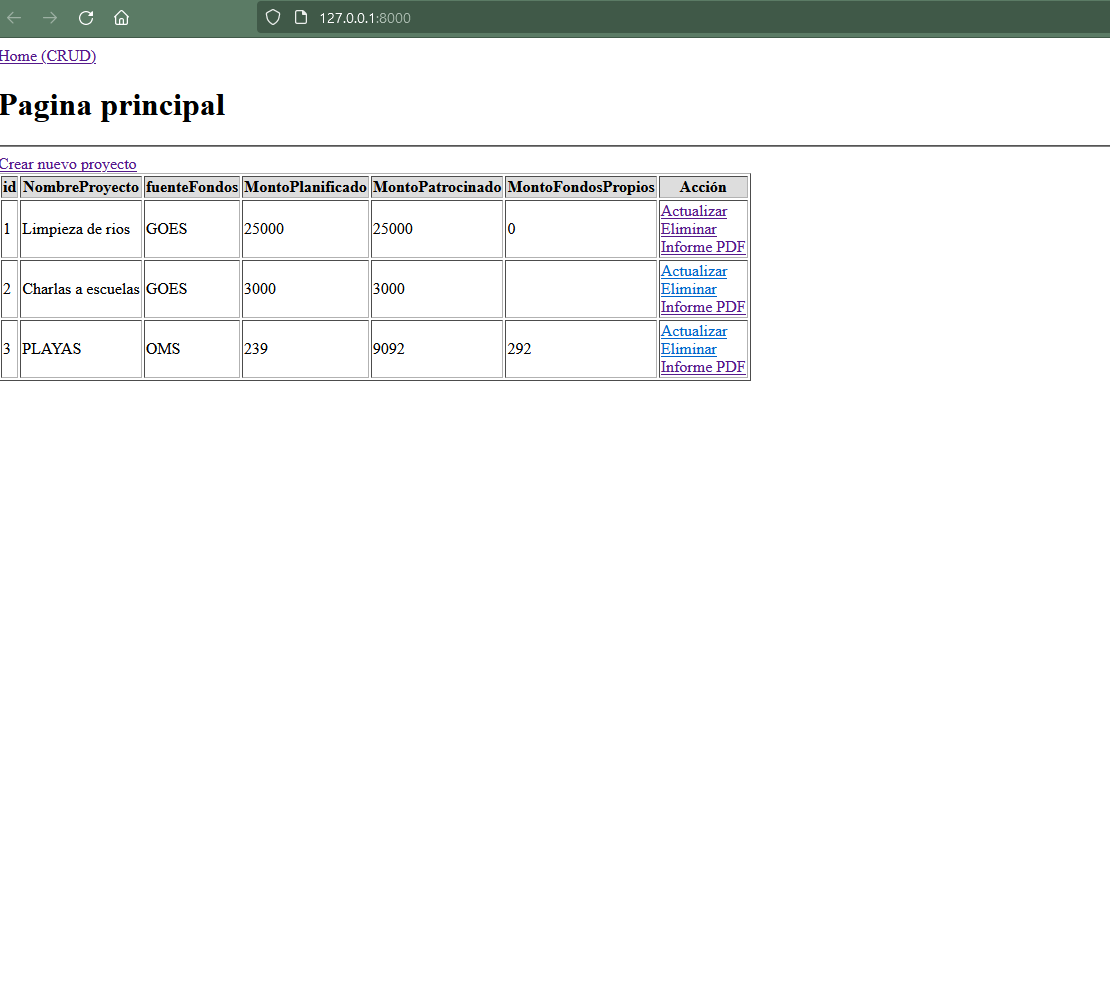 127.0.0.1:8000
Home (CRUD)
Pagina principal
Crear nuevo proyecto
id NombreProyecto fuenteFondos MontoPlanificado MontoPatrocinado MontoFondosPropios Acción
1 Limpieza de rios GOES 25000 25000 0 Actualizar
Eliminar
Informe PDF
2 Charlas a escuelas GOES 3000 3000 Actualizar
Eliminar
Informe PDF
3 PLAYAS OMS 239 9092 292 Actualizar
Eliminar
Informe PDF